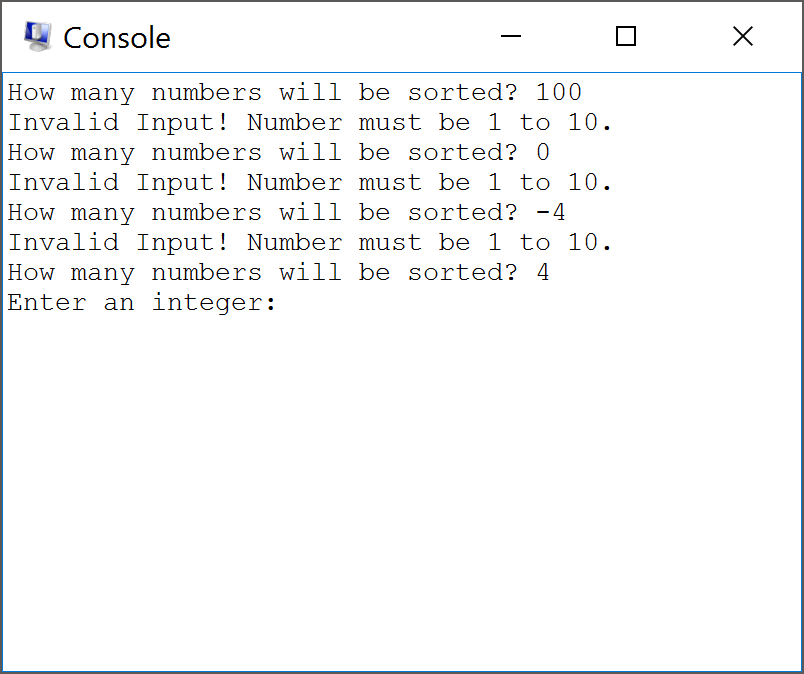 Console
How many numbers will be sorted? 100
Invalid Input! Number must be 1 to 10.
How many numbers will be sorted? 0
Invalid Input! Number must be 1 to 10.
How many numbers will be sorted? -4
Invalid Input! Number must be 1 to 10.
How many numbers will be sorted? 4
Enter an integer: